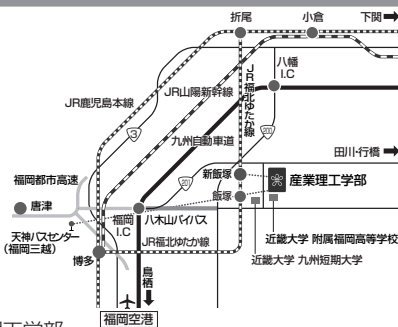 折尾
小倉
下関
八幡
I.C
JR福北ゆたか線
JR山陽新幹線
JR鹿児島本線
3
九州自動車道
200
田川・行橋
新飯塚
産業理工学部
福岡都市高速
201
飯塚
唐津
福岡
I.C
八木山バイパス
天神バスセンター
(福岡三越)
近畿大学 附属福岡高等学校
JR福北ゆたか線
近畿大学 九州短期大学
博多
鳥栖
福岡空港